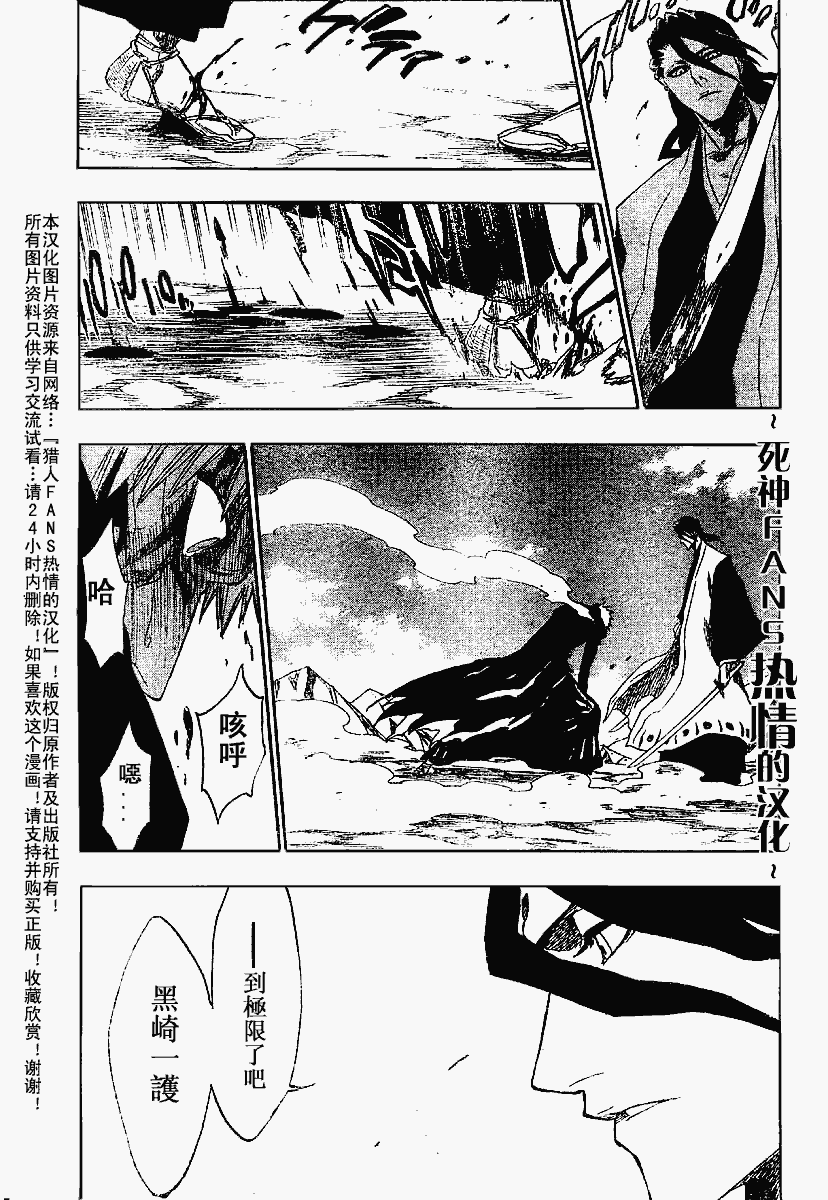 咳呼
哈
噁...
——到極限了吧
黑崎一護
~死神FANS热情的汉化~
本汉化图片资源来自网络…『猎人FANS热情的汉化』！版权归原作者及出版社所有！
所有图片资料只供学习交流试看…请24小时内删除！如果喜欢这个漫画！请支持并购买正版！收藏欣赏！谢谢！